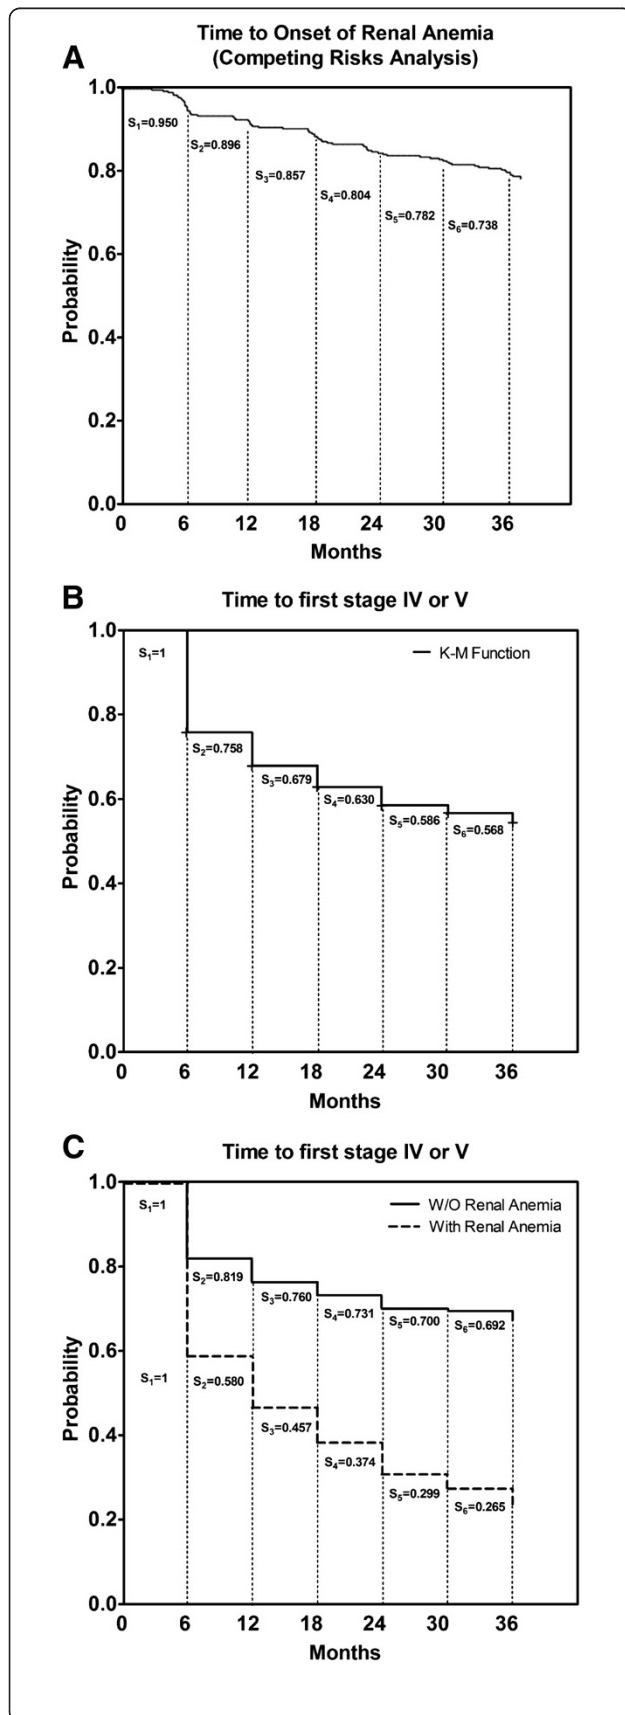 A
Time to Onset of Renal Anemia
(Competing Risks Analysis)
Probability
1.0
0.8
0.6
0.4
0.2
0.0
S1=0.950
S2=0.896
S3=0.857
S4=0.804
S5=0.782
S6=0.738
0 6 12 18 24 30 36
Months
B
Time to first stage IV or V
Probability
1.0
0.8
0.6
0.4
0.2
0.0
K-M Function
S1=1
S2=0.758
S3=0.679
S4=0.630
S5=0.586
S6=0.568
0 6 12 18 24 30 36
Months
C
Time to first stage IV or V
Probability
1.0
0.8
0.6
0.4
0.2
0.0
W/O Renal Anemia
With Renal Anemia
S1=1
S2=0.819
S3=0.760
S4=0.731
S5=0.700
S6=0.692
S1=1
S2=0.580
S3=0.457
S4=0.374
S5=0.299
S6=0.265
0 6 12 18 24 30 36
Months